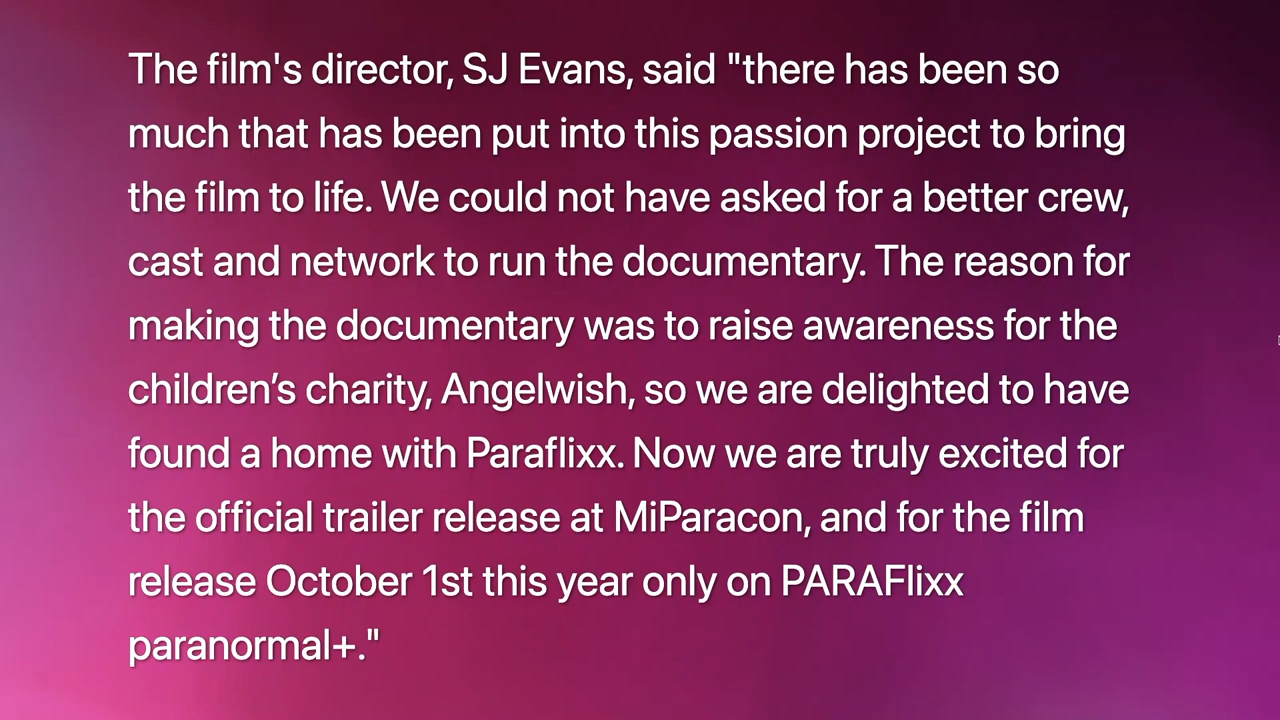 The film's director, SJ Evans, said "there has been so
much that has been put into this passion project to bring
the film to life. We could not have asked for a better crew,
cast and network to run the documentary. The reason for
making the documentary was to raise awareness for the
children’s charity, Angelwish, so we are delighted to have
found a home with Paraflixx. Now we are truly excited for
the official trailer release at MiParacon, and for the film
release October 1st this year only on PARAFlixx
paranormal+."